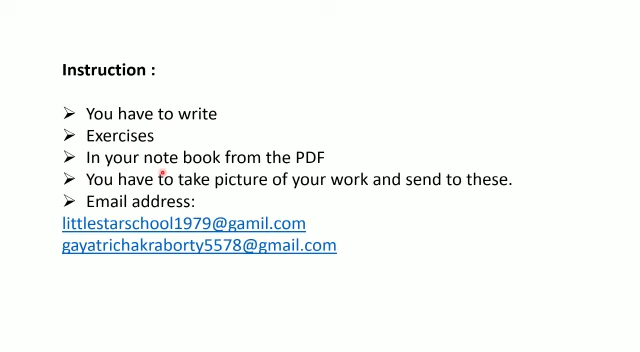 Instruction :
➢ You have to write
➢ Exercises
➢ In your note book from the PDF
➢ You have to take picture of your work and send to these.
➢ Email address:
littlestarschool1979@gamil.com
gayatrichakraborty5578@gmail.com